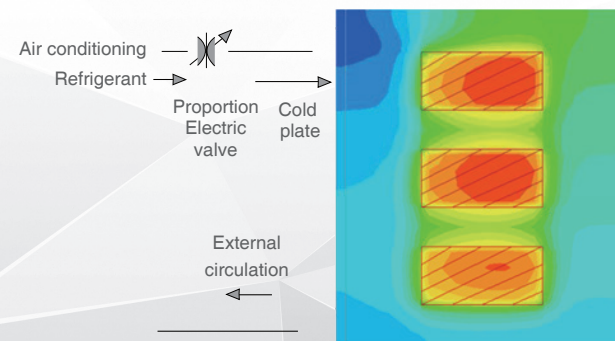 Air conditioning
Refrigerant
Proportion
Electric
valve
Cold
plate
External
circulation